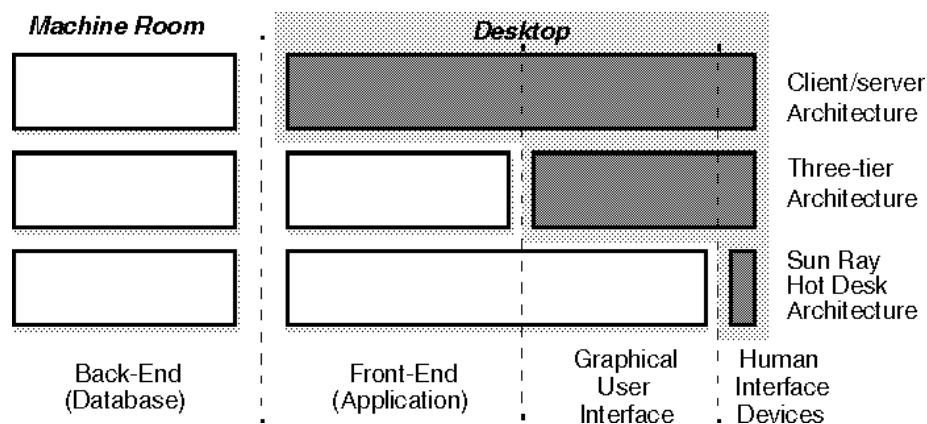 Machine Room
Desktop
Client/server
Architecture
Three-tier
Architecture
Sun Ray
Hot Desk
Architecture
Back-End
(Database)
Front-End
(Application)
Graphical
User
Interface
Human
Interface
Devices